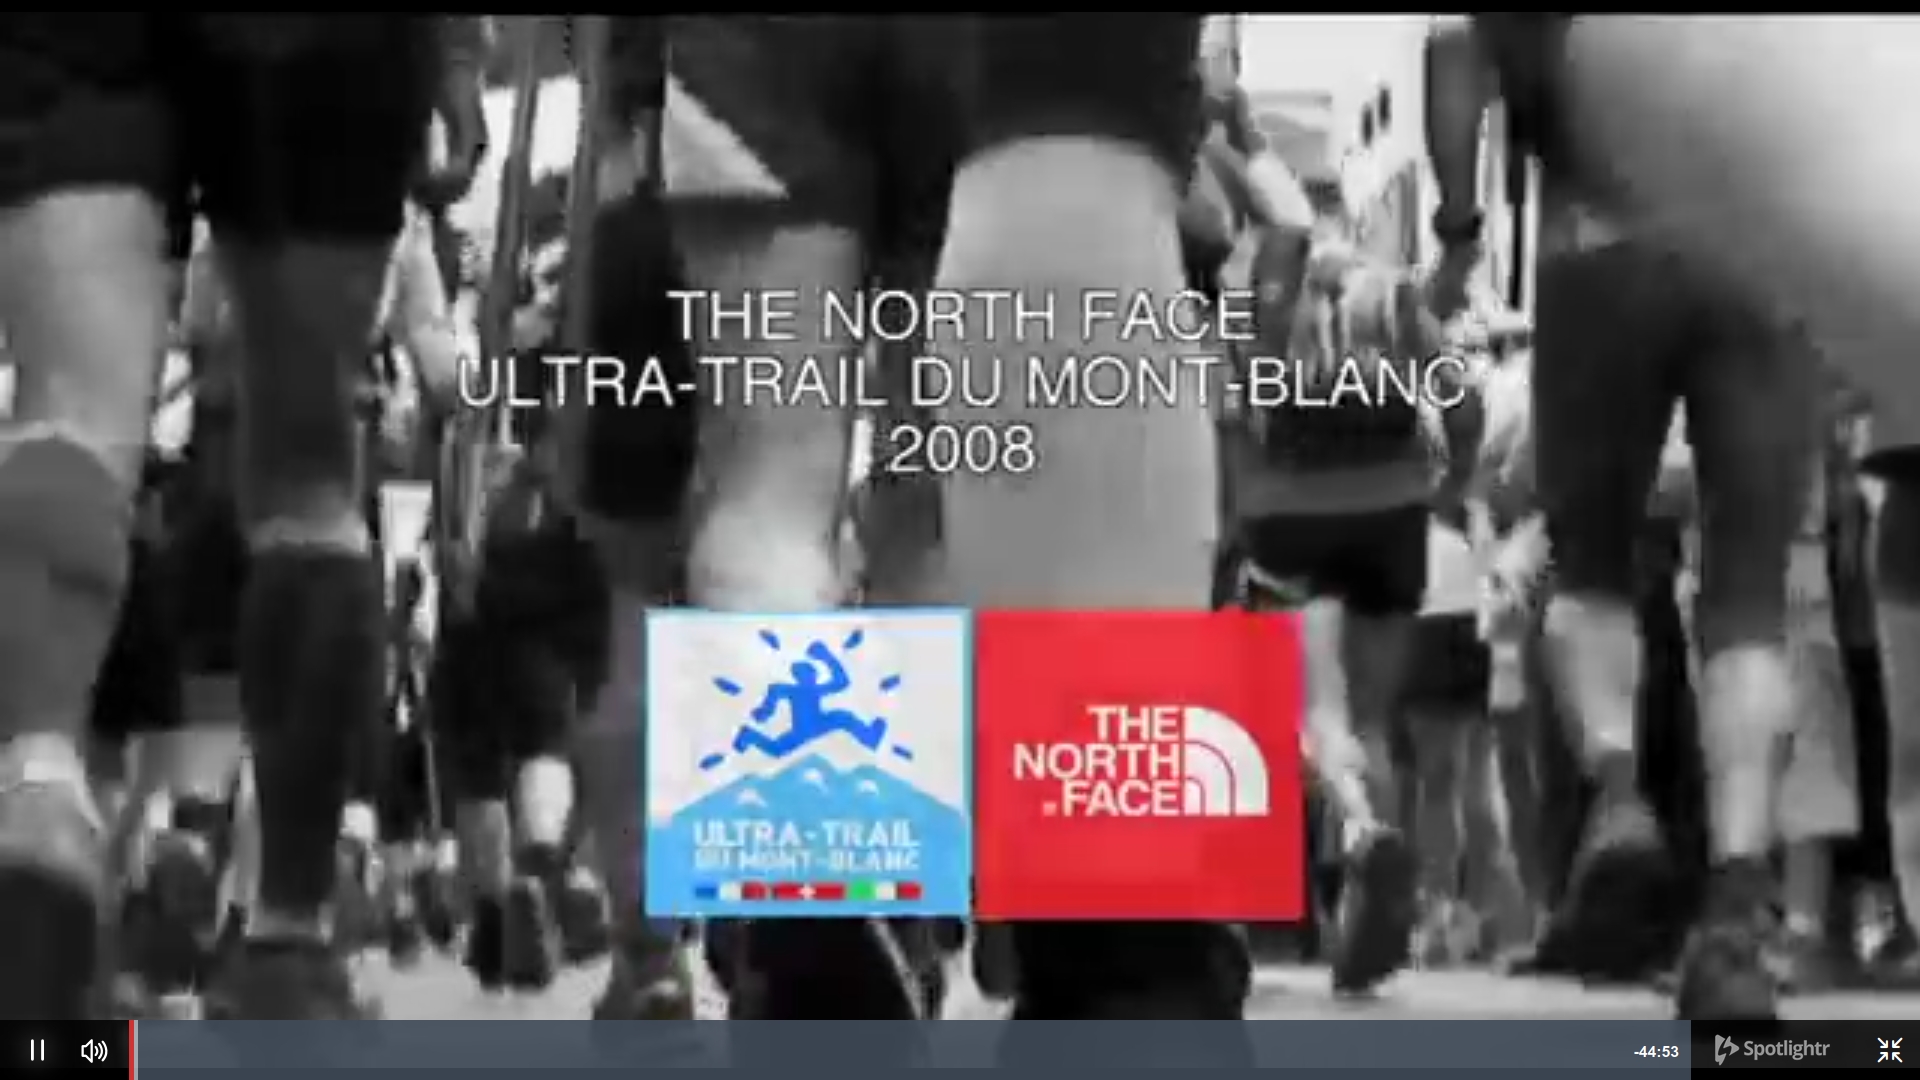 THE NORTH FACE
ULTRA-TRAIL DU MONT-BLANC
2008
ULTRA-TRAIL
DU MONT-BLANC
THE
NORTH
FACE
-44:53
Spotlightr